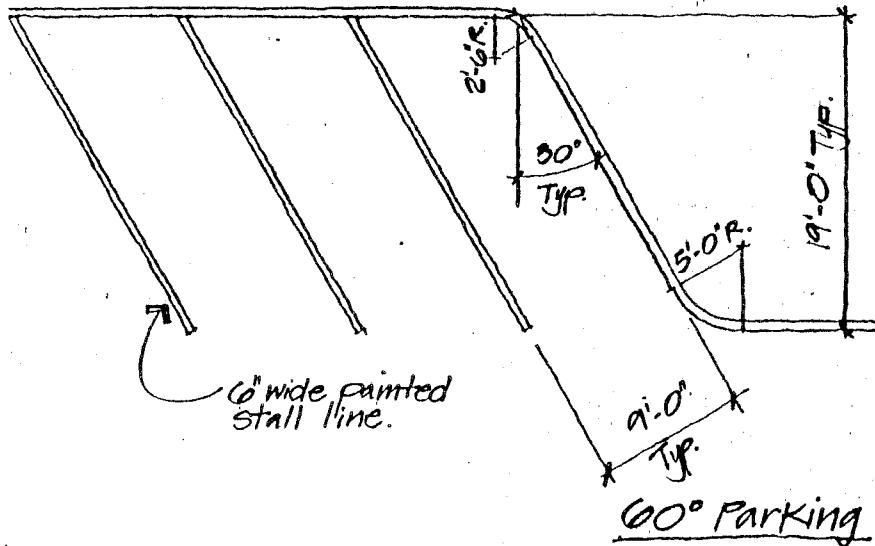 2'-6" R.
30°
Typ.
19'-0" Typ.
5'-0" R.
6" wide painted
stall line.
9'-0"
Typ.
60° Parking